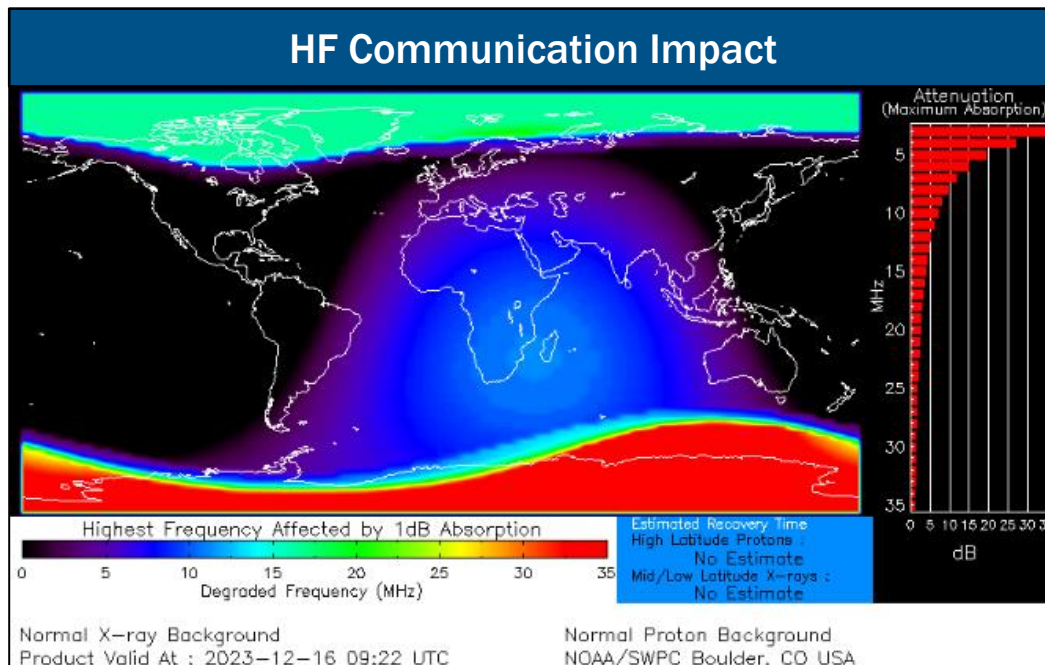 HF Communication Impact
Attenuation
(Maximum Absorption)
5
10
15
20
25
30
35
MHz
0 5 10 15 20 25 30 3
dB
Highest Frequency Affected by 1dB Absorption
0 5 10 15 20 25 30 35
Degraded Frequency (MHz)
Estimated Recovery Time
High Latitude Protons :
No Estimate
Mid/Low Latitude X-rays :
No Estimate
Normal X-ray Background
Product Valid At : 2023-12-16 09:22 UTC
Normal Proton Background
NOAA/SWPC Boulder, CO USA